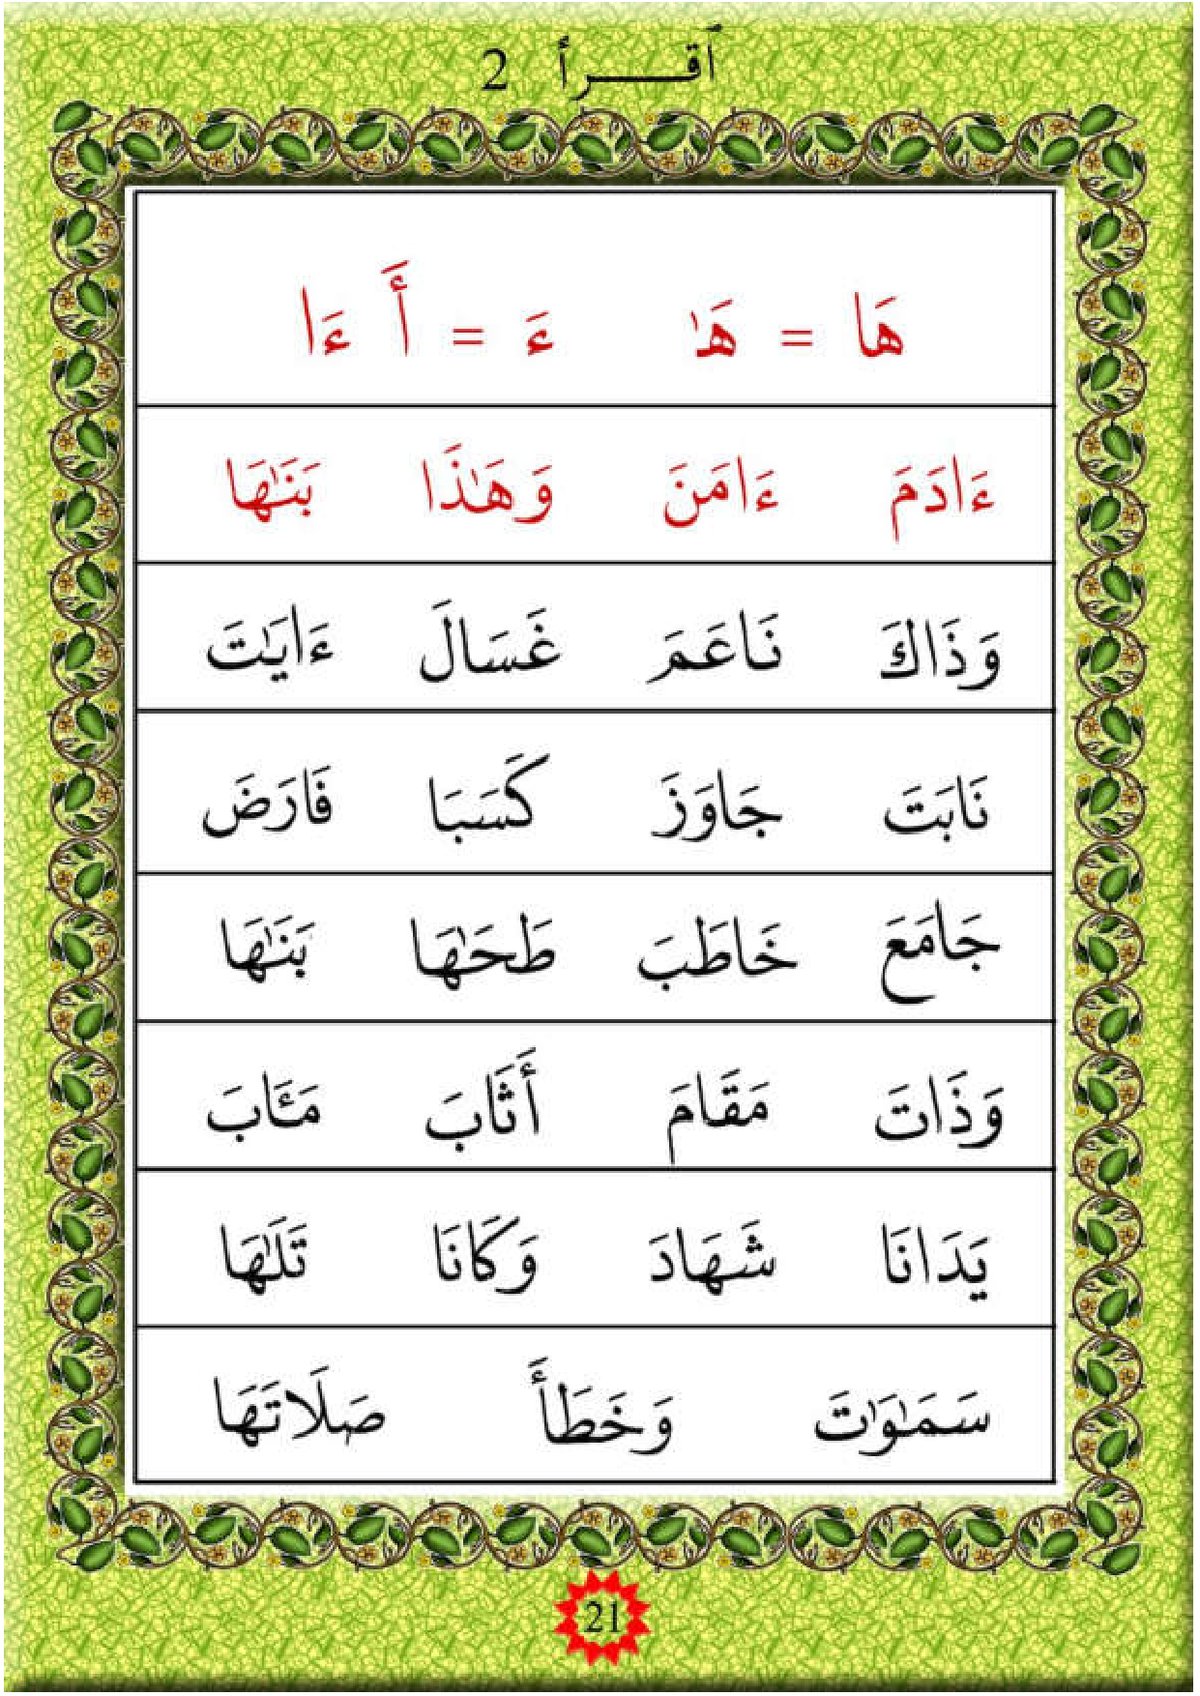 ٱقـــرأ 2
هَا = هَٰـ ءَ = أَ ءَا
ءَادَمَ ءَامَنَ وَهَٰذَا بَنَٰهَا
وَذَاكَ نَاعَمَ غَسَالَ ءَايَٰتَ
نَابَتَ جَاوَزَ كَسَبَا فَارَضَ
جَامَعَ خَاطَبَ طَحَٰهَا بَنَٰهَا
وَذَاتَ مَقَامَ أَثَابَ مَـَٔابَ
يَدَانَا شَهَادَ وَكَانَا تَلَٰهَا
سَمَٰوَٰتَ وَخَطَأَ صَلَاتَهَا
21